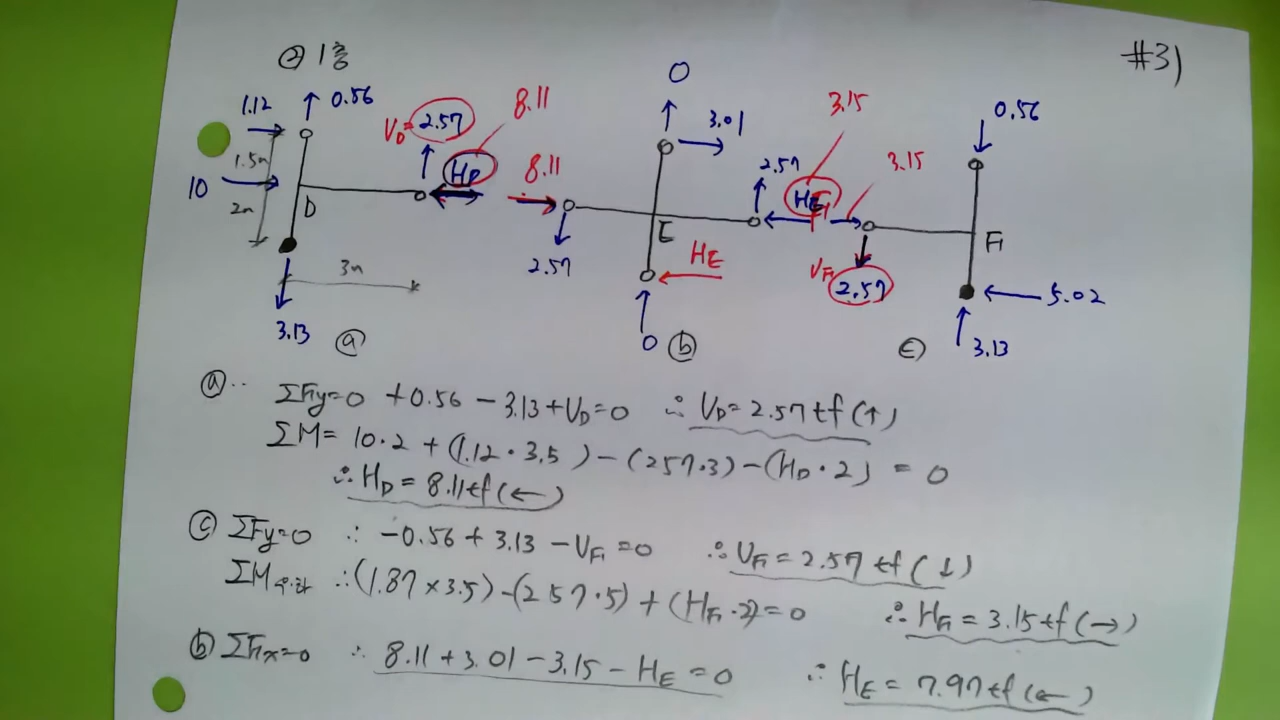 ② 1층
#3)
1.12
0.56
V_D=2.57
8.11
H_D
1.5m
10
2m
D
3m
3.13
ⓐ
0
3.01
8.11
2.57
E
H_E
2.57
0
ⓑ
3.15
3.15
0.56
F
V_F
2.57
5.02
3.13
ⓐ ∴ ΣFy=0 +0.56 - 3.13 + V_D = 0 ∴ V_D = 2.57 tf (↑)
ΣM = 10·2 + (1.12·3.5) - (2.57·3) - (H_D·2) = 0
∴ H_D = 8.11 tf (←)
ⓒ ΣFy=0 ∴ -0.56 + 3.13 - V_F = 0 ∴ V_F = 2.57 tf (↓)
ΣM ∴ (1.87×3.5) - (2.57·5) + (H_F·2) = 0 ∴ H_F = 3.15 tf (→)
ⓑ ΣFx=0 ∴ 8.11 + 3.01 - 3.15 - H_E = 0 ∴ H_E = 7.97 tf (←)